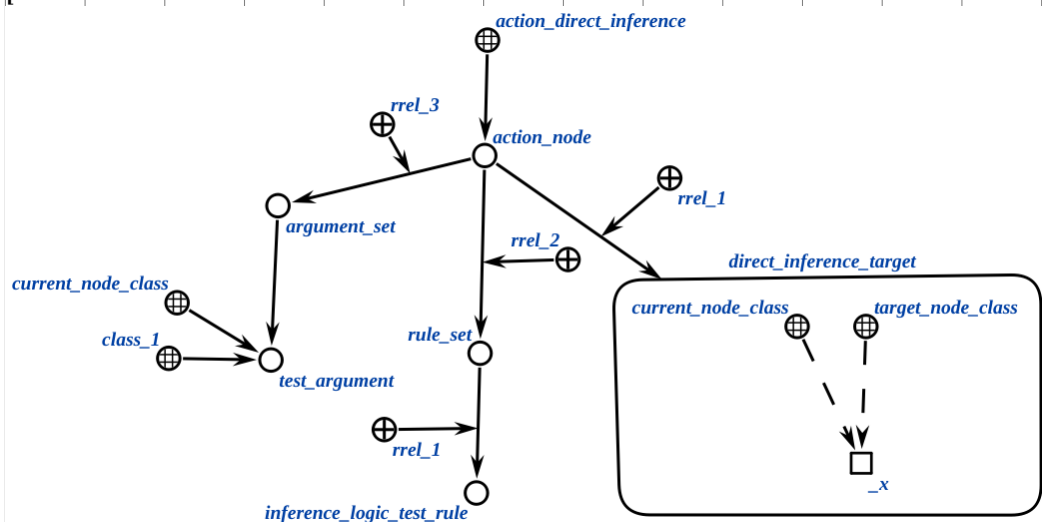 action_direct_inference
rrel_3
action_node
rrel_1
argument_set
rrel_2
direct_inference_target
current_node_class
current_node_class
target_node_class
class_1
rule_set
test_argument
rrel_1
_x
inference_logic_test_rule